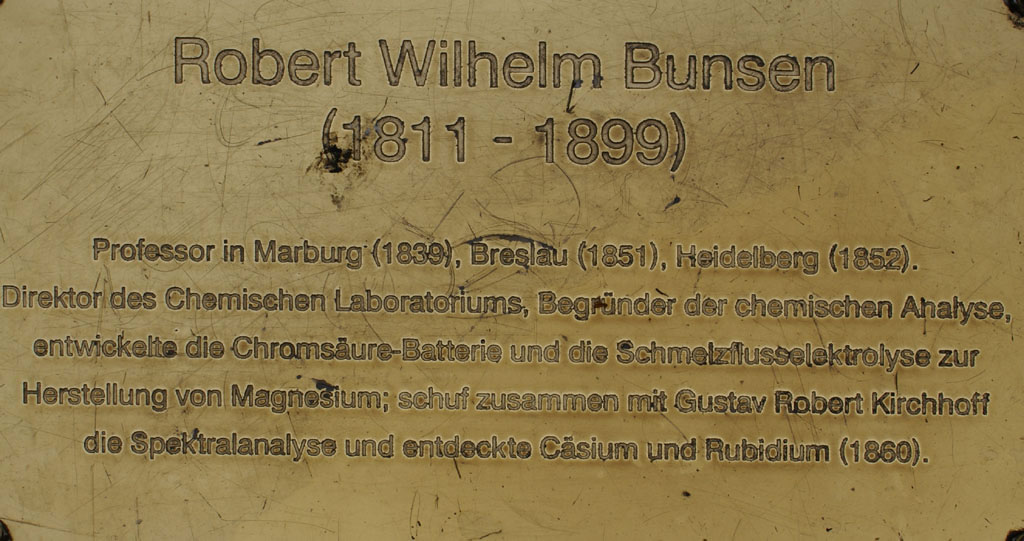 Robert Wilhelm Bunsen
(1811 - 1899)
Professor in Marburg (1839), Breslau (1851), Heidelberg (1852).
Direktor des Chemischen Laboratoriums, Begründer der chemischen Analyse,
entwickelte die Chromsäure-Batterie und die Schmelzflusselektrolyse zur
Herstellung von Magnesium; schuf zusammen mit Gustav Robert Kirchhoff
die Spektralanalyse und entdeckte Cäsium und Rubidium (1860).